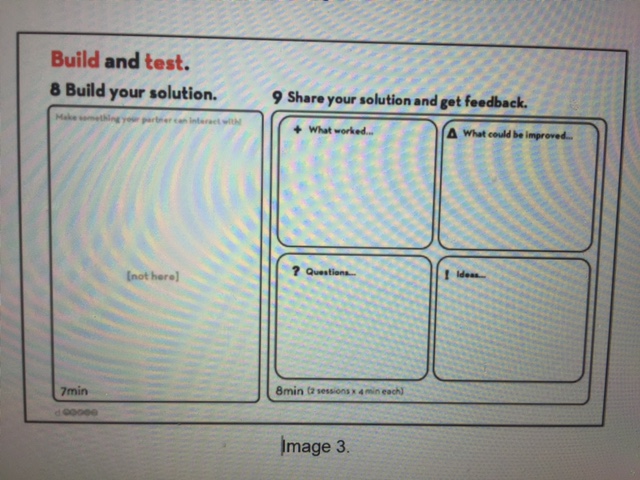 Build and test.
8 Build your solution.
Make something your partner can interact with!
[not here]
7min
9 Share your solution and get feedback.
+ What worked...
Δ What could be improved...
? Questions...
! Ideas...
8min (2 sessions x 4 min each)
Image 3.